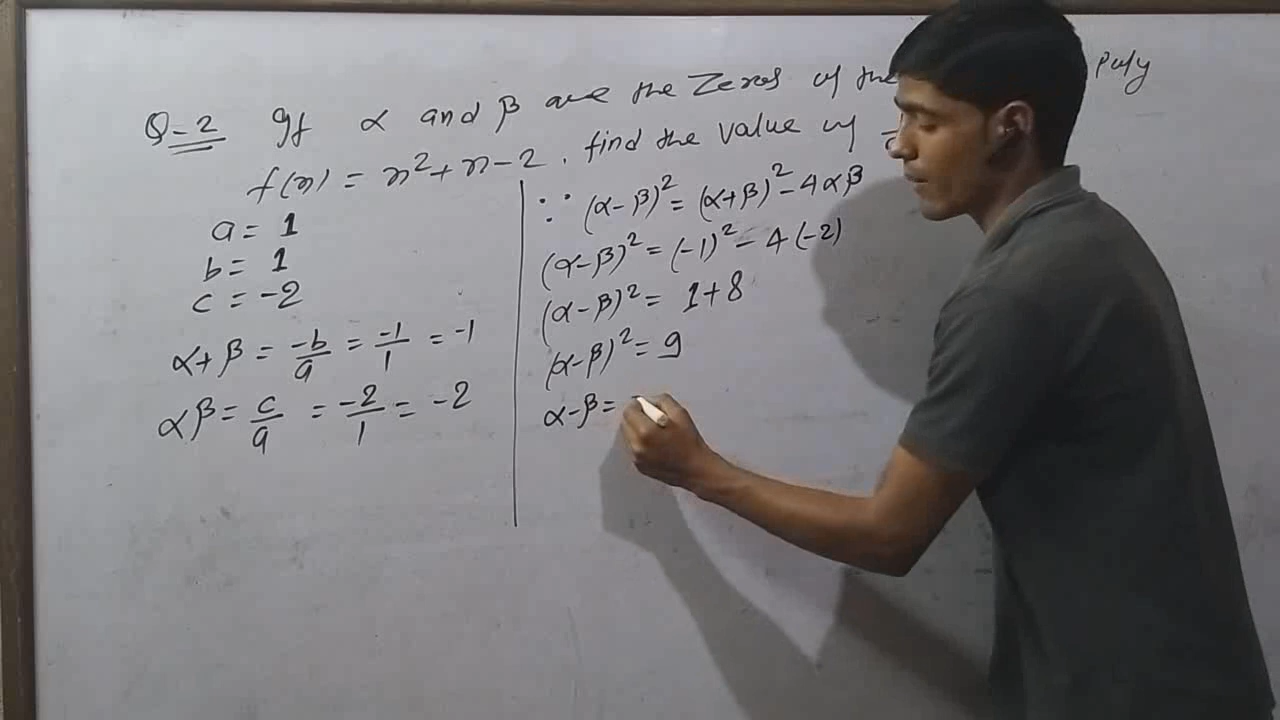 Q-2 If α and β are the zeros of the Poly
f(x) = x² + x - 2 . find the value of
a = 1
b = 1
c = -2
α+β = -b/a = -1/1 = -1
αβ = c/a = -2/1 = -2
∵ (α-β)² = (α+β)² - 4αβ
(α-β)² = (-1)² - 4(-2)
(α-β)² = 1+8
(α-β)² = 9
α-β =